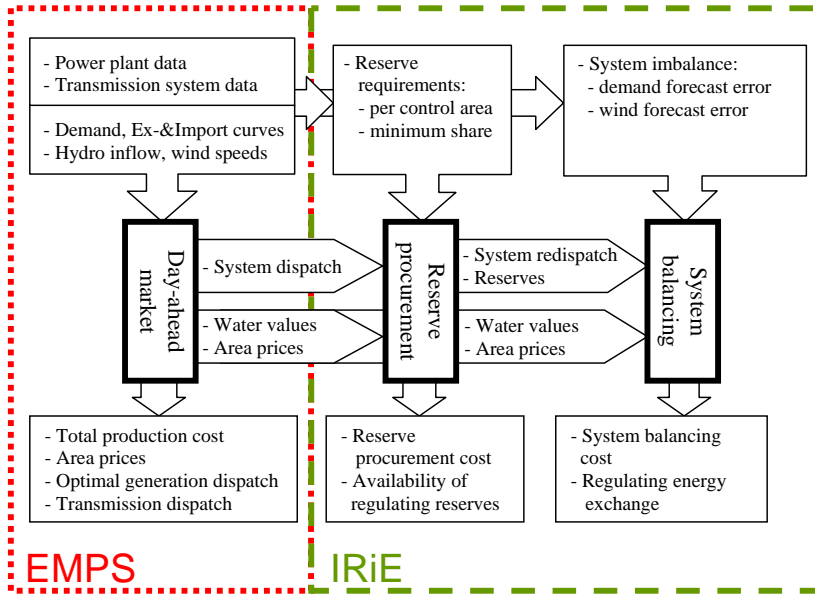 - Power plant data
- Transmission system data
- Demand, Ex-&Import curves
- Hydro inflow, wind speeds
- Reserve
requirements:
- per control area
- minimum share
- System imbalance:
- demand forecast error
- wind forecast error
Day-ahead
market
- System dispatch
- Water values
- Area prices
Reserve
procurement
- System redispatch
- Reserves
- Water values
- Area prices
System
balancing
- Total production cost
- Area prices
- Optimal generation dispatch
- Transmission dispatch
- Reserve
procurement cost
- Availability of
regulating reserves
- System balancing
cost
- Regulating energy
exchange
EMPS
IRiE